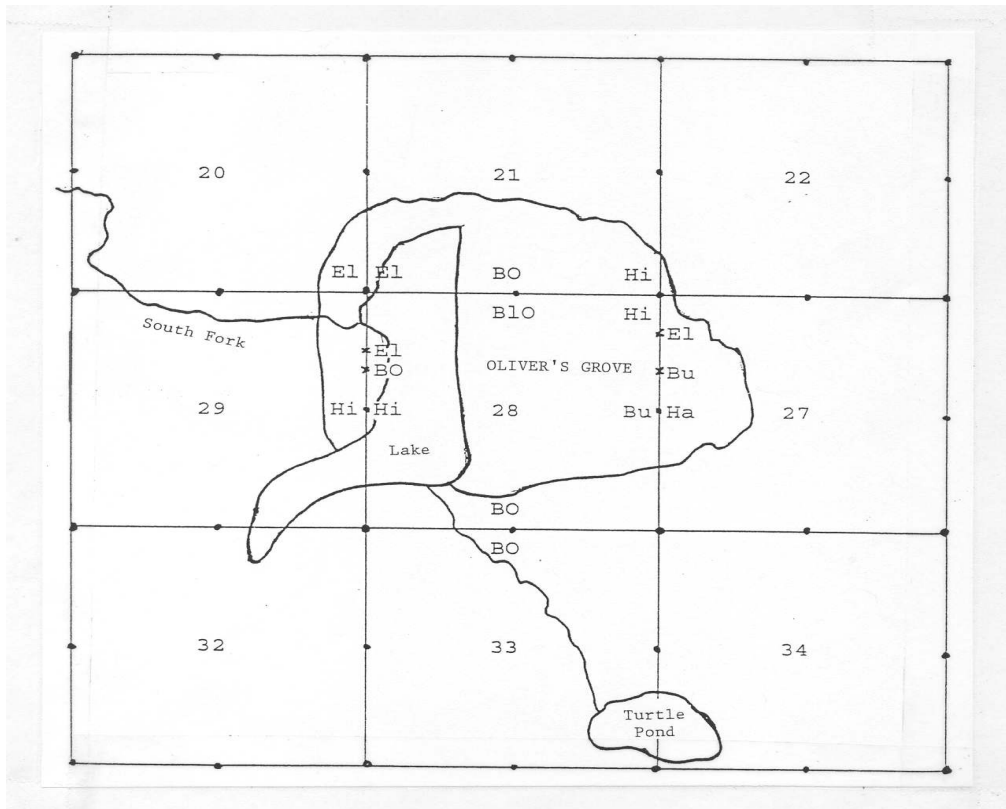 20 21 22
El El BO Hi
South Fork
BlO Hi
El
El
BO
OLIVER'S GROVE
Bu
29 Hi Hi 28 Bu Ha 27
Lake
BO
BO
32 33 34
Turtle
Pond